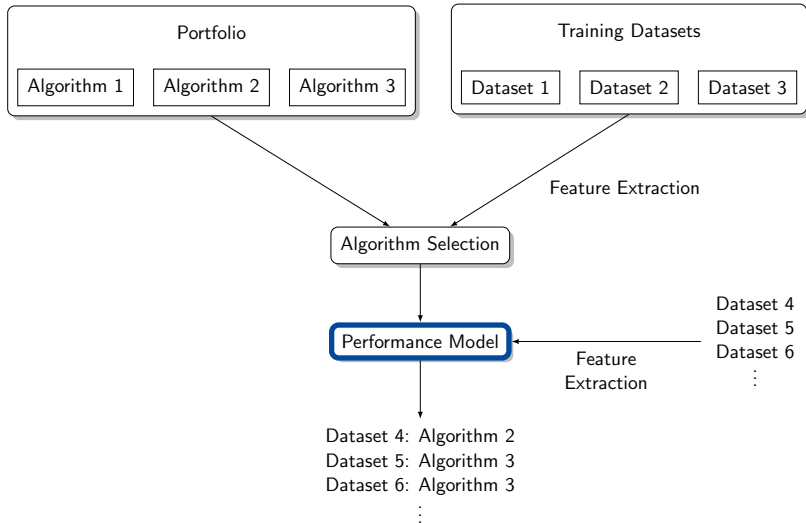 Portfolio
Algorithm 1
Algorithm 2
Algorithm 3
Training Datasets
Dataset 1
Dataset 2
Dataset 3
Feature Extraction
Algorithm Selection
Performance Model
Feature
Extraction
Dataset 4
Dataset 5
Dataset 6
⋮
Dataset 4: Algorithm 2
Dataset 5: Algorithm 3
Dataset 6: Algorithm 3
⋮